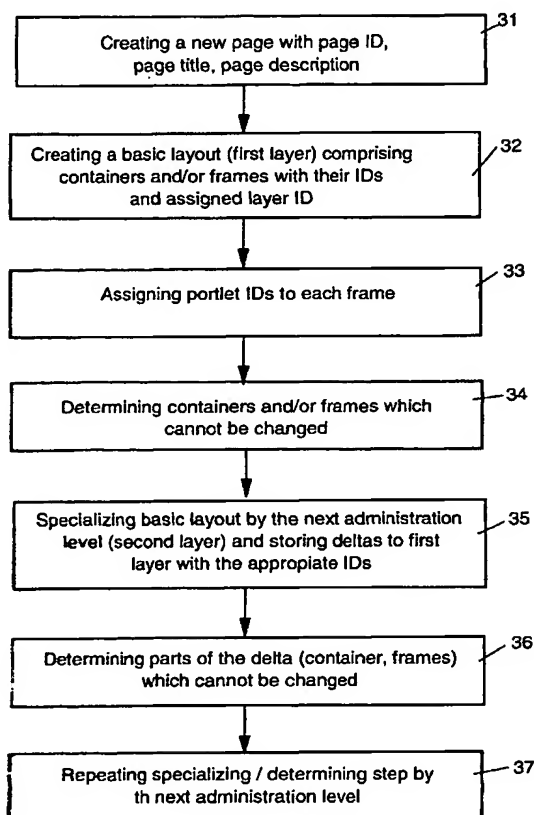 31
Creating a new page with page ID,
page title, page description
32
Creating a basic layout (first layer) comprising
containers and/or frames with their IDs
and assigned layer ID
33
Assigning portlet IDs to each frame
34
Determining containers and/or frames which
cannot be changed
35
Specializing basic layout by the next administration
level (second layer) and storing deltas to first
layer with the appropiate IDs
36
Determining parts of the delta (container, frames)
which cannot be changed
37
Repeating specializing / determining step by
th next administration level